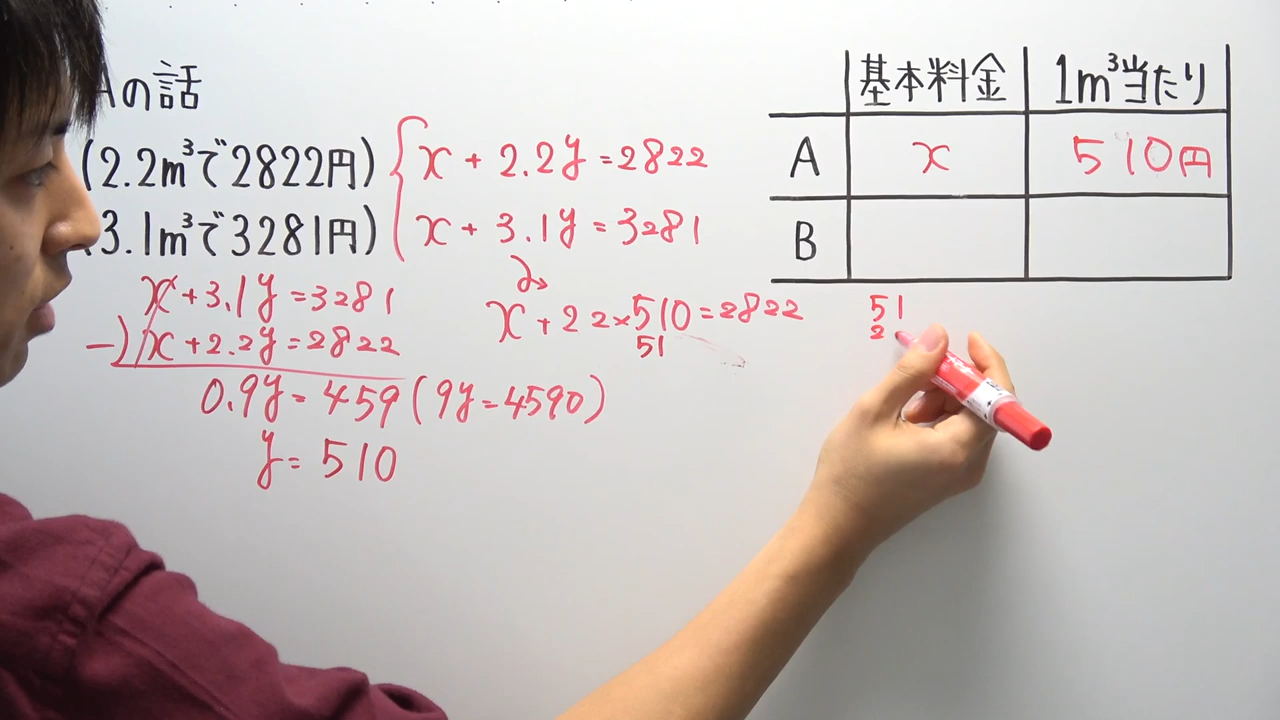 Aの話
(2.2m³で2822円)
(3.1m³で3281円)
x + 2.2y = 2822
x + 3.1y = 3281
x + 3.1y = 3281
-) x + 2.2y = 2822
0.9y = 459 (9y = 4590)
y = 510
x + 22 × 510 = 2822
51
基本料金 1m³当たり
A x 510円
B
51
2